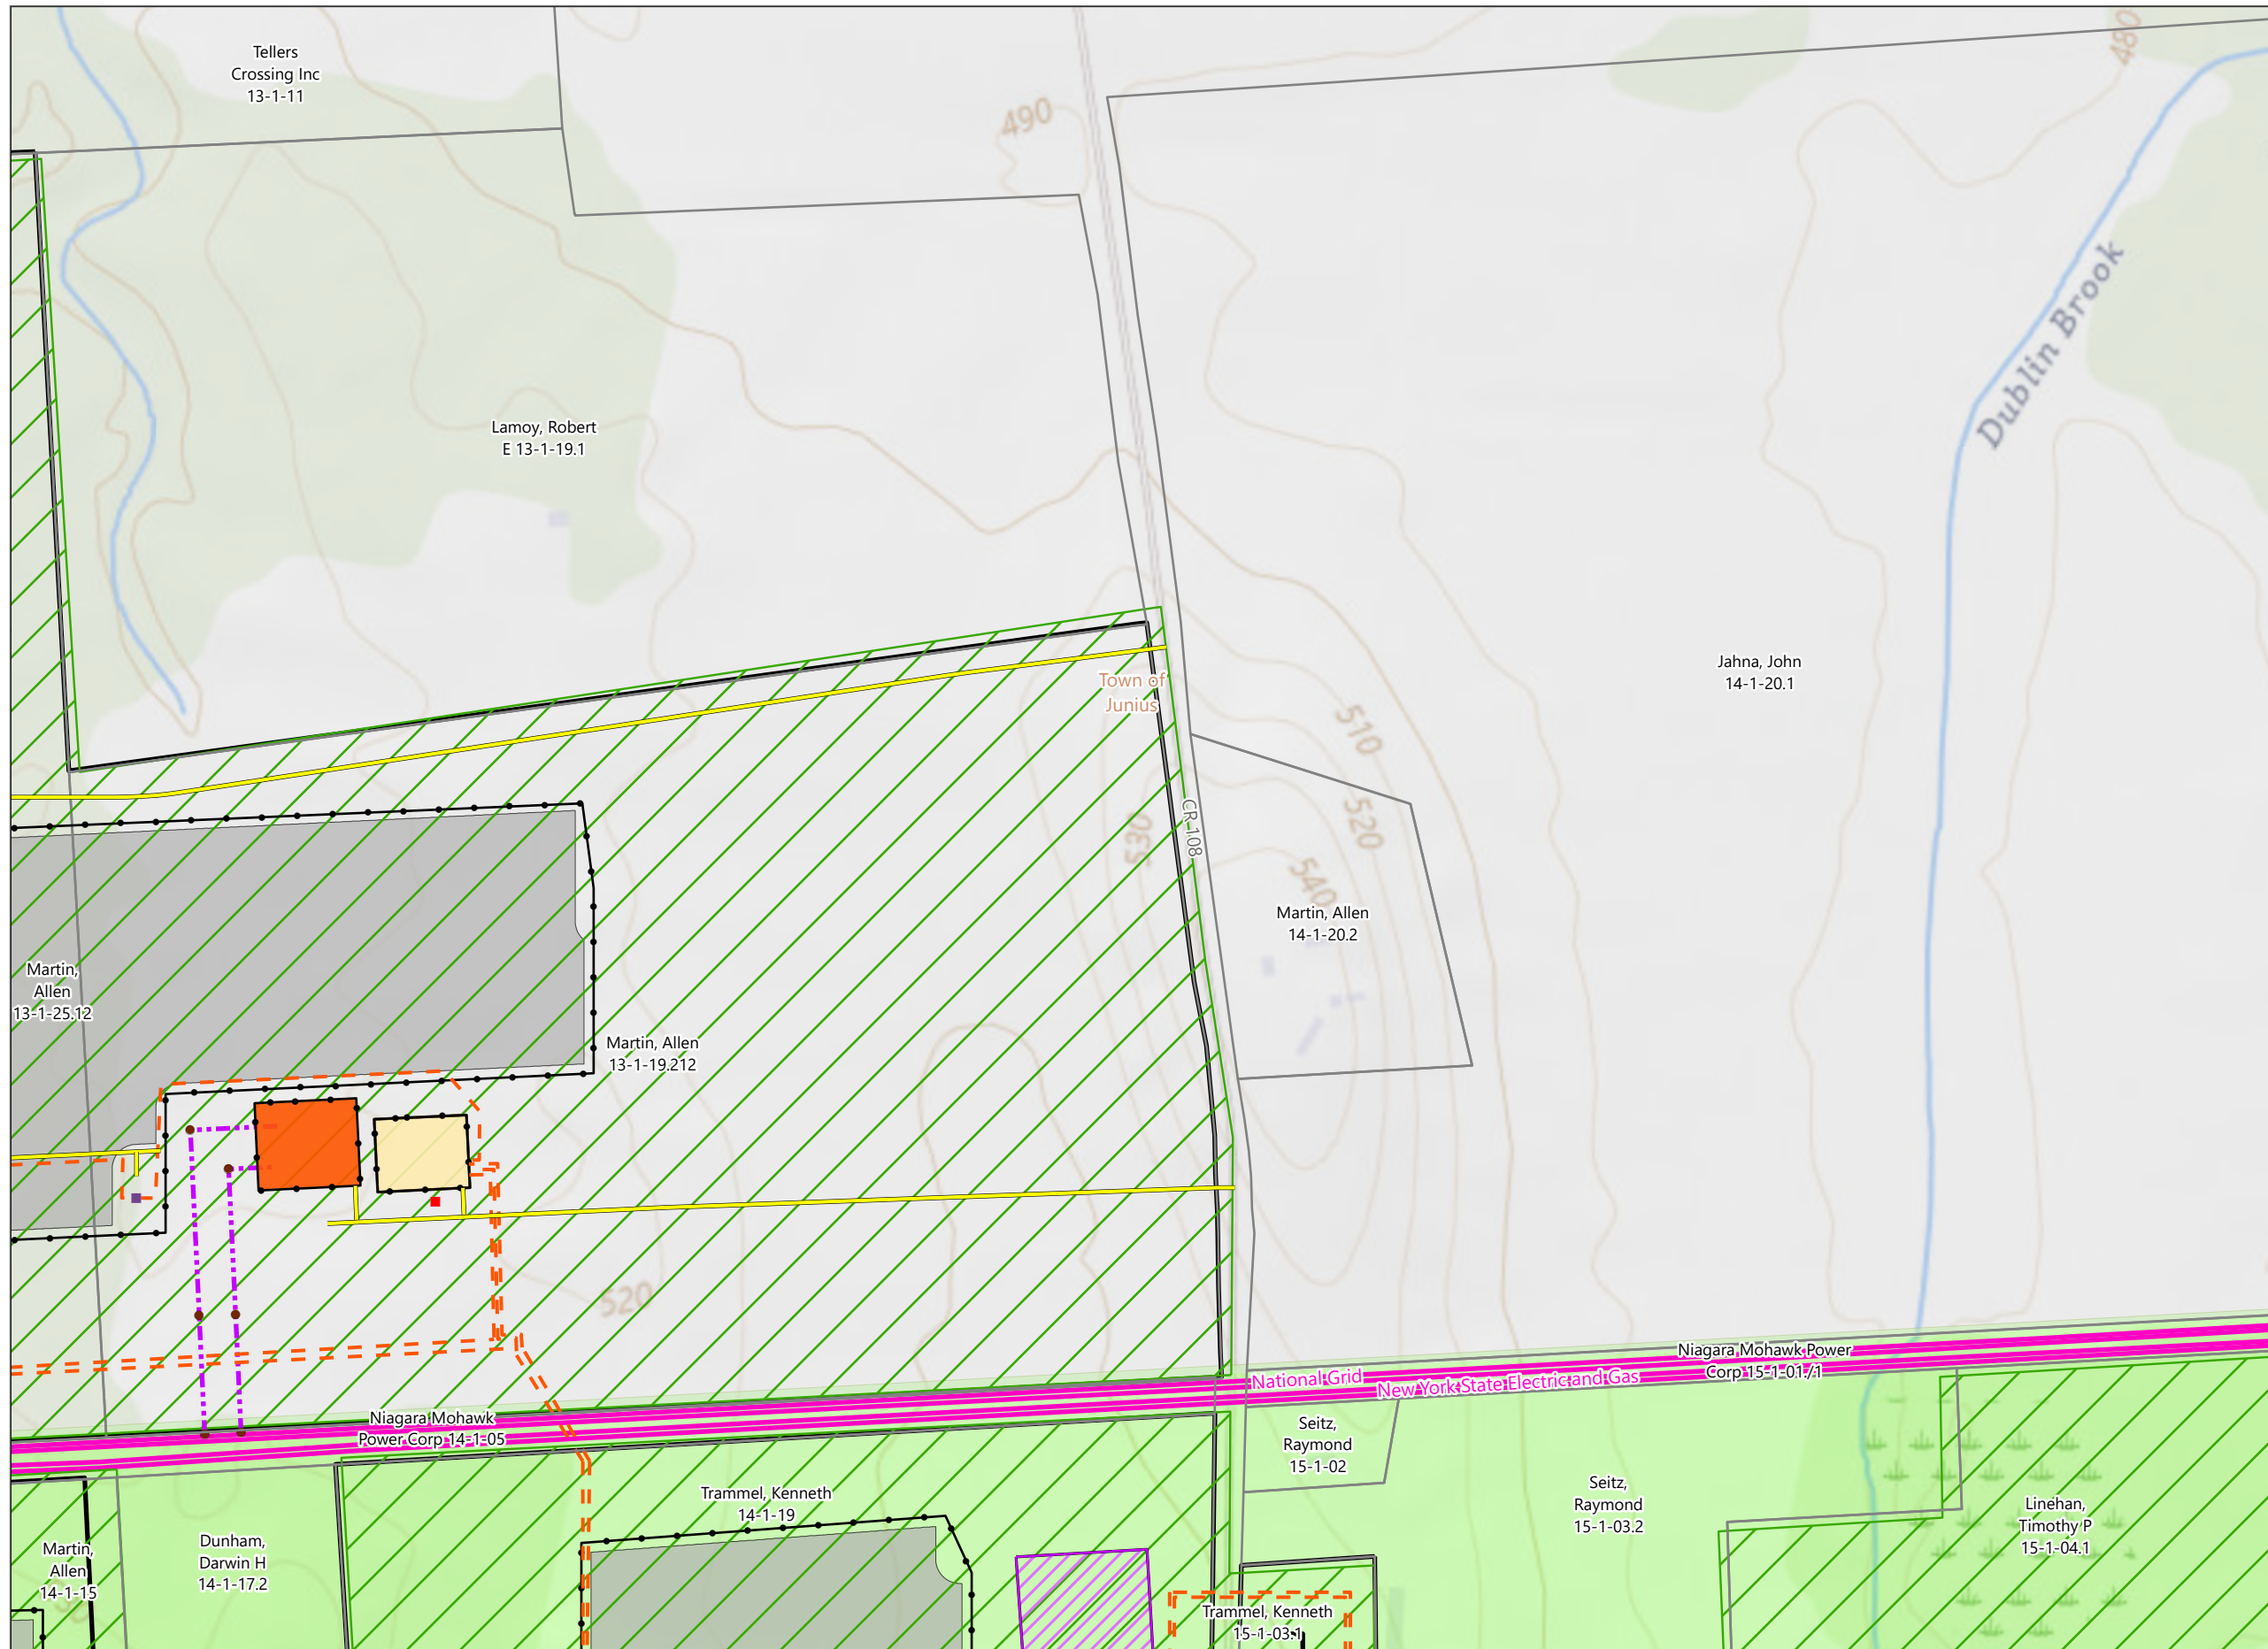 Tellers
Crossing Inc
13-1-11
480
490
Dublin Brook
Lamoy, Robert
E 13-1-19.1
Jahna, John
14-1-20.1
Town of
Junius
510
520
530
CR 108
540
Martin, Allen
14-1-20.2
Martin,
Allen
13-1-25.12
Martin, Allen
13-1-19.212
520
Niagara Mohawk Power
Corp 15-1-01./1
National Grid
New York State Electric and Gas
Niagara Mohawk
Power Corp 14-1-05
Seitz,
Raymond
15-1-02
Seitz,
Raymond
15-1-03.2
Linehan,
Timothy P
15-1-04.1
Trammel, Kenneth
14-1-19
Dunham,
Darwin H
14-1-17.2
Martin,
Allen
14-1-15
Trammel, Kenneth
15-1-03.1